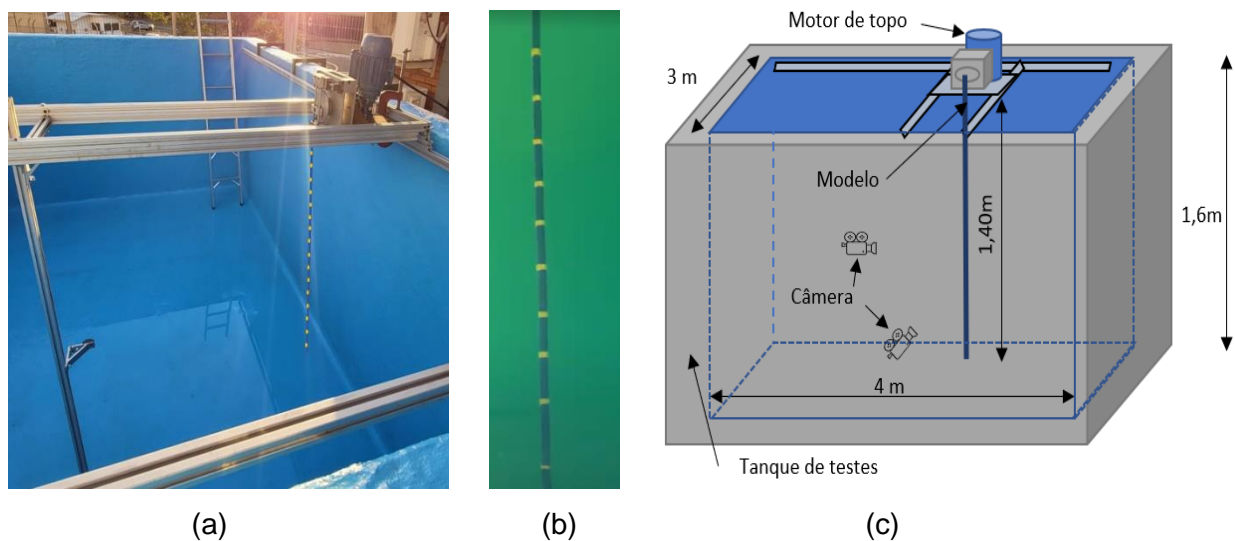 Motor de topo
3 m
Modelo
1,40m
1,6m
Câmera
4 m
Tanque de testes
(a)
(b)
(c)